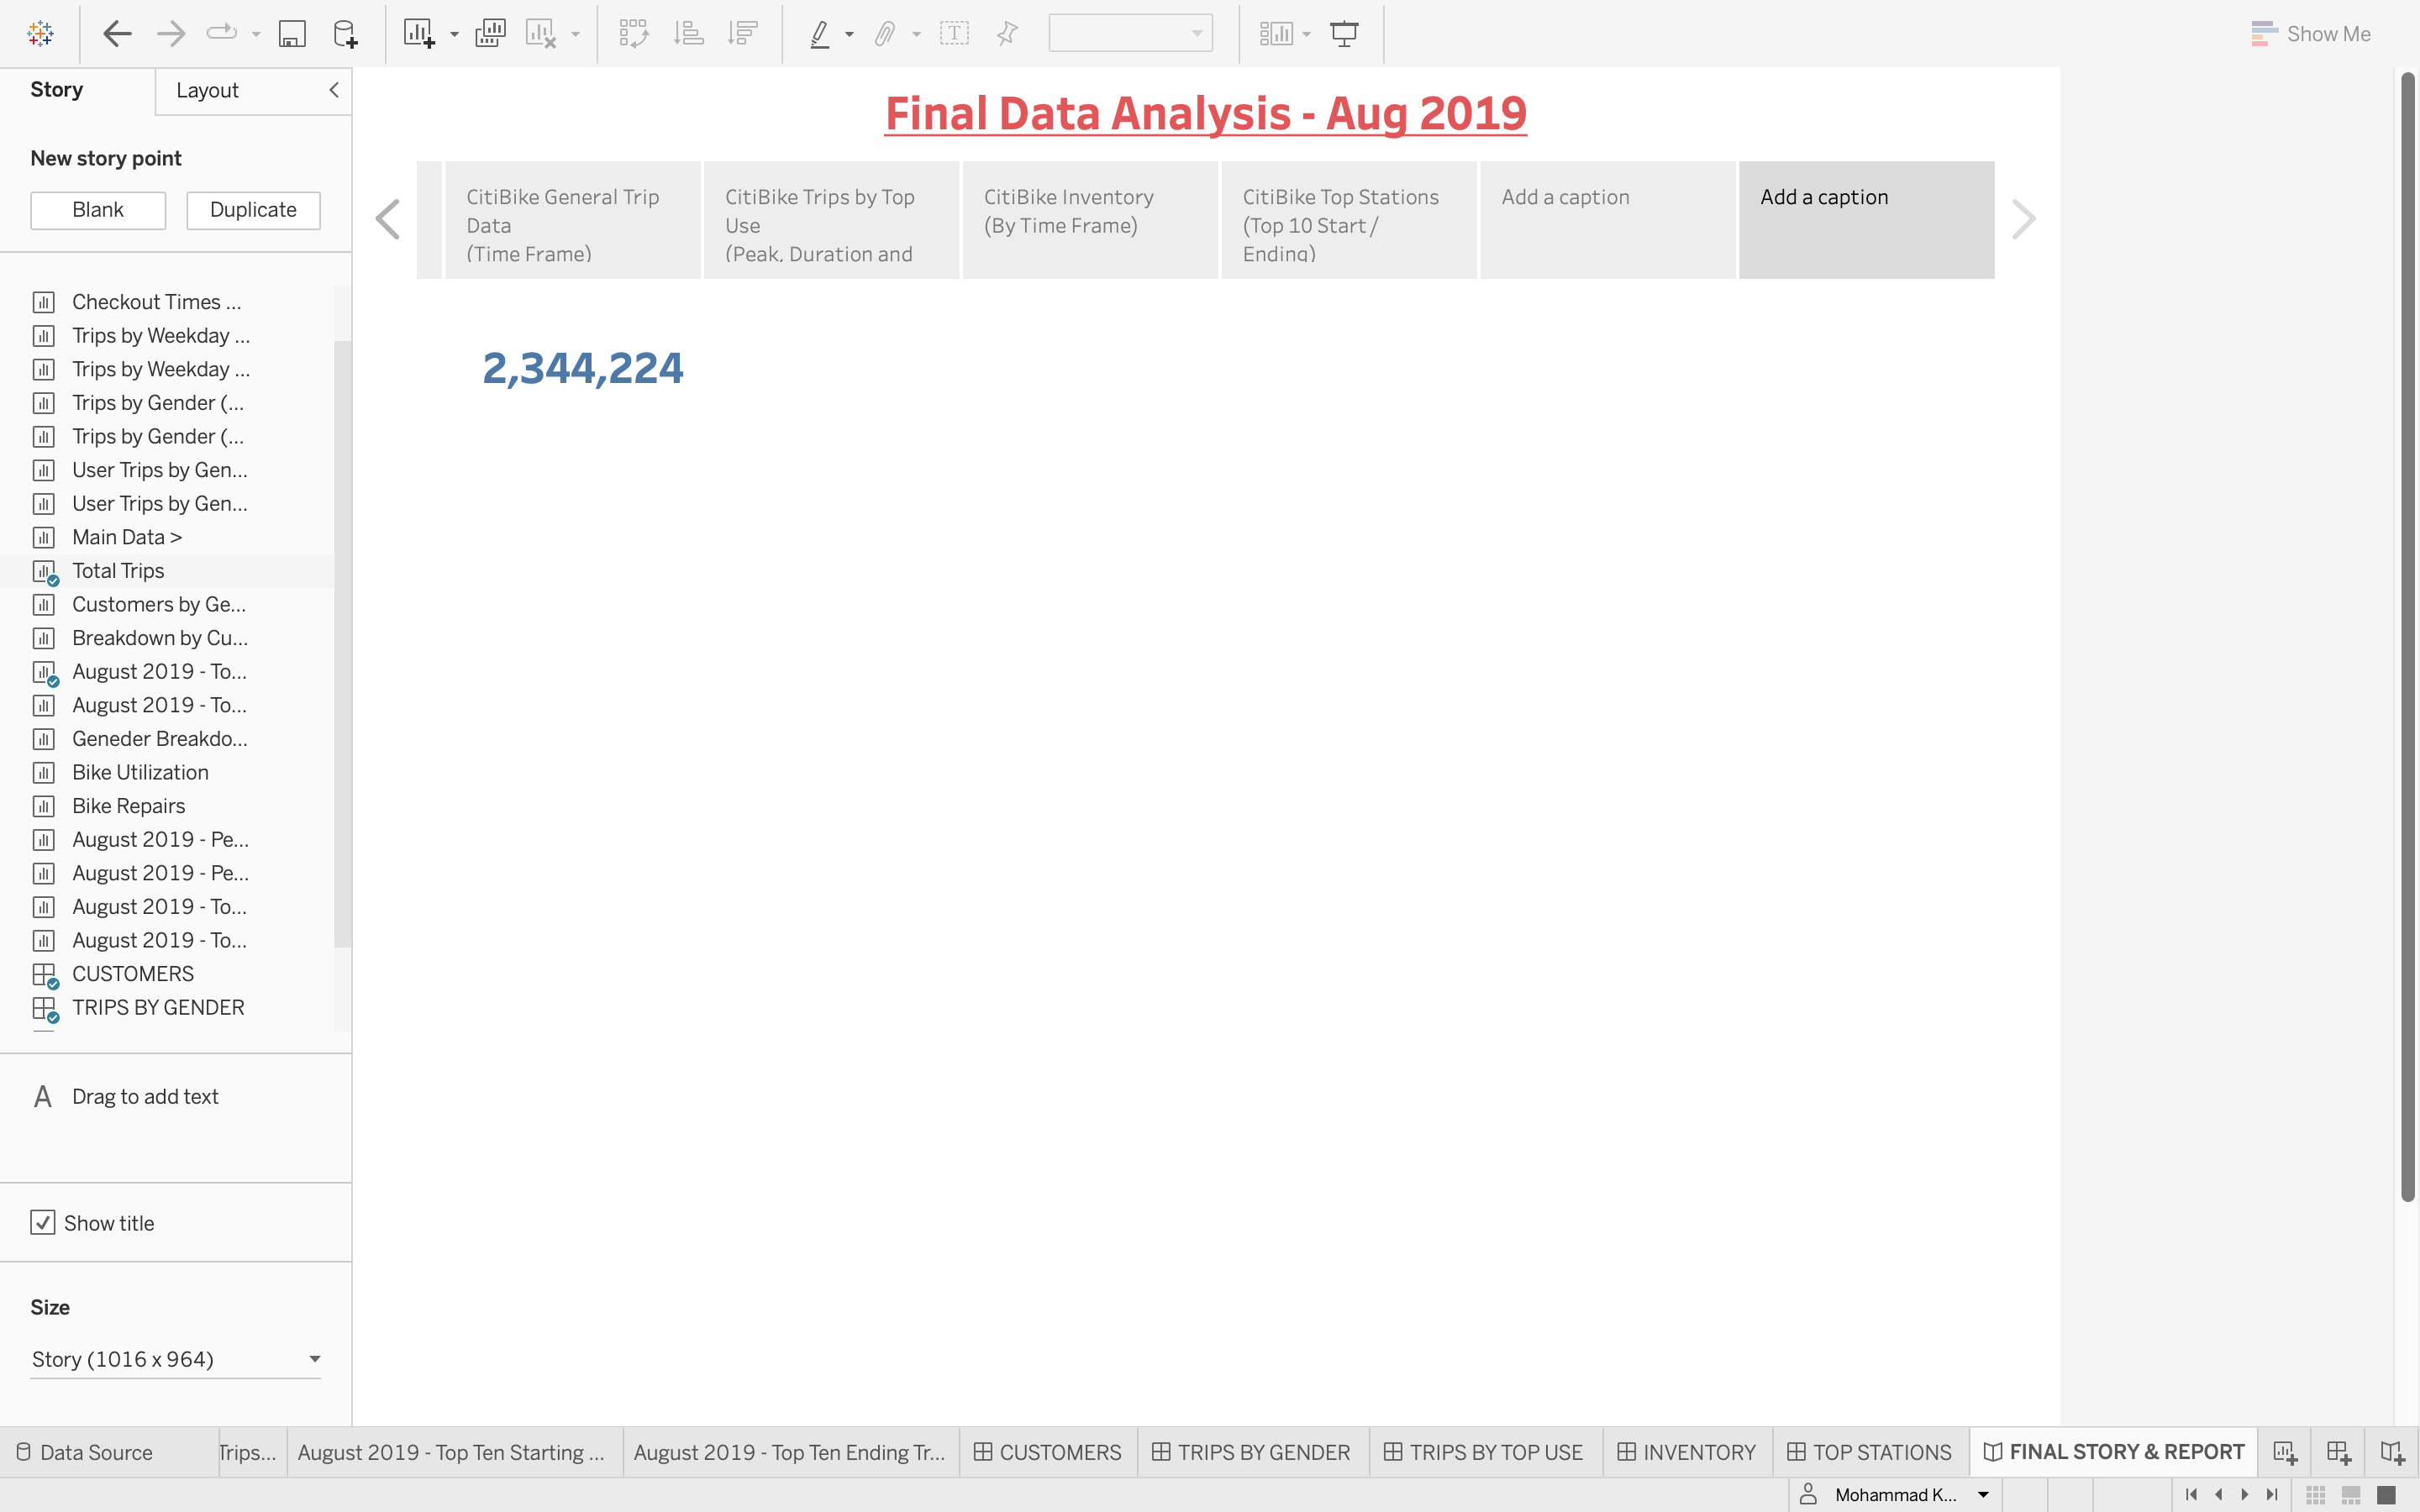 Show Me
Story
Layout
New story point
Blank
Duplicate
Checkout Times ...
Trips by Weekday ...
Trips by Weekday ...
Trips by Gender (...
Trips by Gender (...
User Trips by Gen...
User Trips by Gen...
Main Data >
Total Trips
Customers by Ge...
Breakdown by Cu...
August 2019 - To...
August 2019 - To...
Geneder Breakdo...
Bike Utilization
Bike Repairs
August 2019 - Pe...
August 2019 - Pe...
August 2019 - To...
August 2019 - To...
CUSTOMERS
TRIPS BY GENDER
A Drag to add text
Show title
Size
Story (1016 x 964)
Final Data Analysis - Aug 2019
CitiBike General Trip
Data
(Time Frame)
CitiBike Trips by Top
Use
(Peak, Duration and
CitiBike Inventory
(By Time Frame)
CitiBike Top Stations
(Top 10 Start /
Ending)
Add a caption
Add a caption
2,344,224
Data Source
Trips...
August 2019 - Top Ten Starting ...
August 2019 - Top Ten Ending Tr...
CUSTOMERS
TRIPS BY GENDER
TRIPS BY TOP USE
INVENTORY
TOP STATIONS
FINAL STORY & REPORT
Mohammad K...